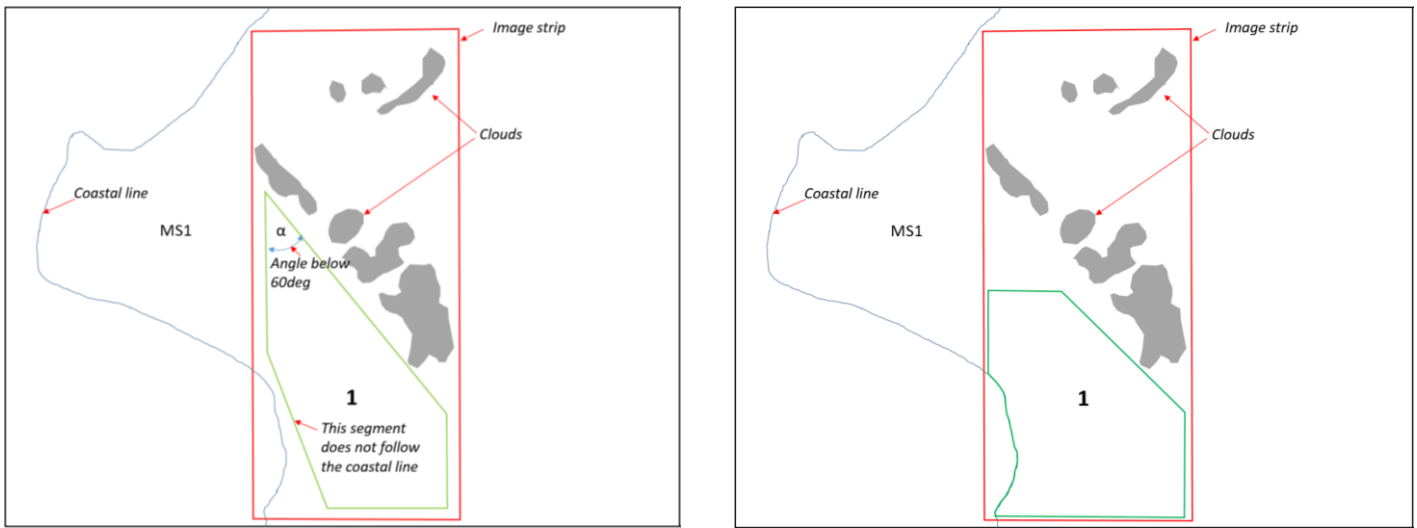 Image strip
Clouds
Coastal line
MS1
α
Angle below
60deg
1
This segment
does not follow
the coastal line
Image strip
Clouds
Coastal line
MS1
1